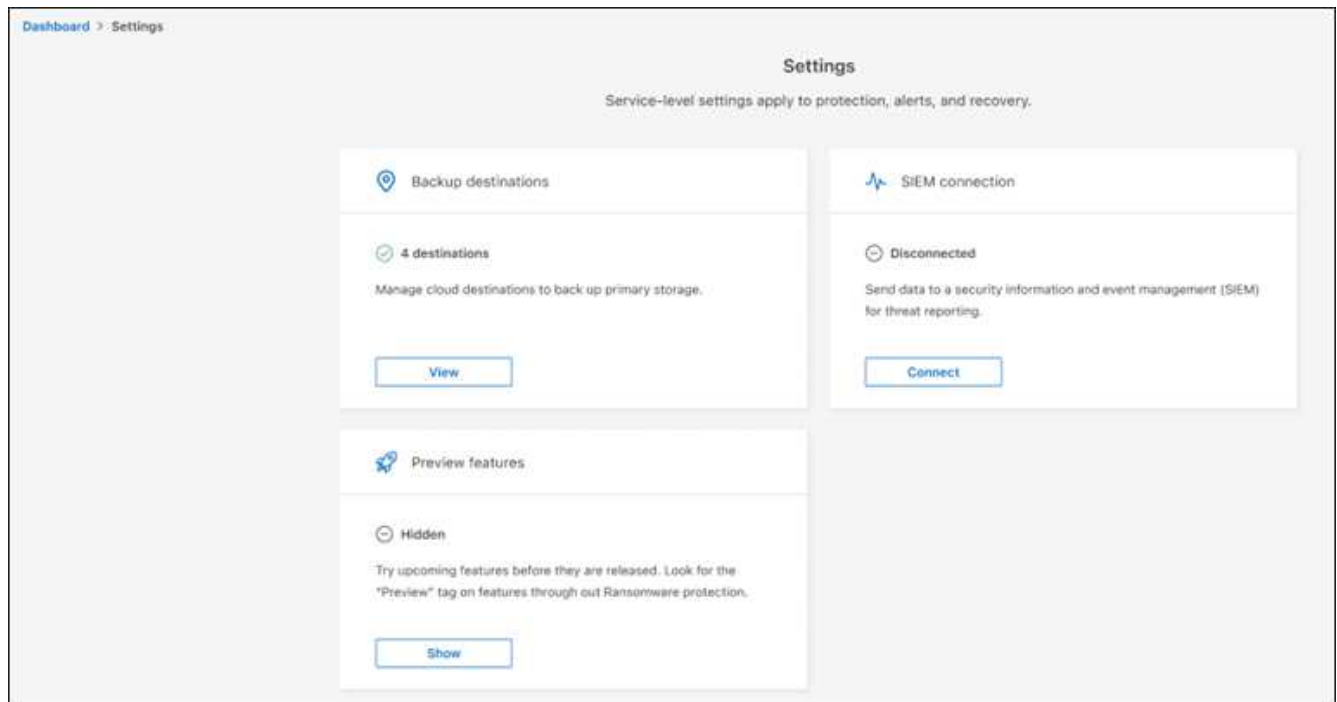 Dashboard > Settings
Settings
Service-level settings apply to protection, alerts, and recovery.
Backup destinations
4 destinations
Manage cloud destinations to back up primary storage.
View
SIEM connection
Disconnected
Send data to a security information and event management (SIEM)
for threat reporting.
Connect
Preview features
Hidden
Try upcoming features before they are released. Look for the
"Preview" tag on features through out Ransomware protection.
Show